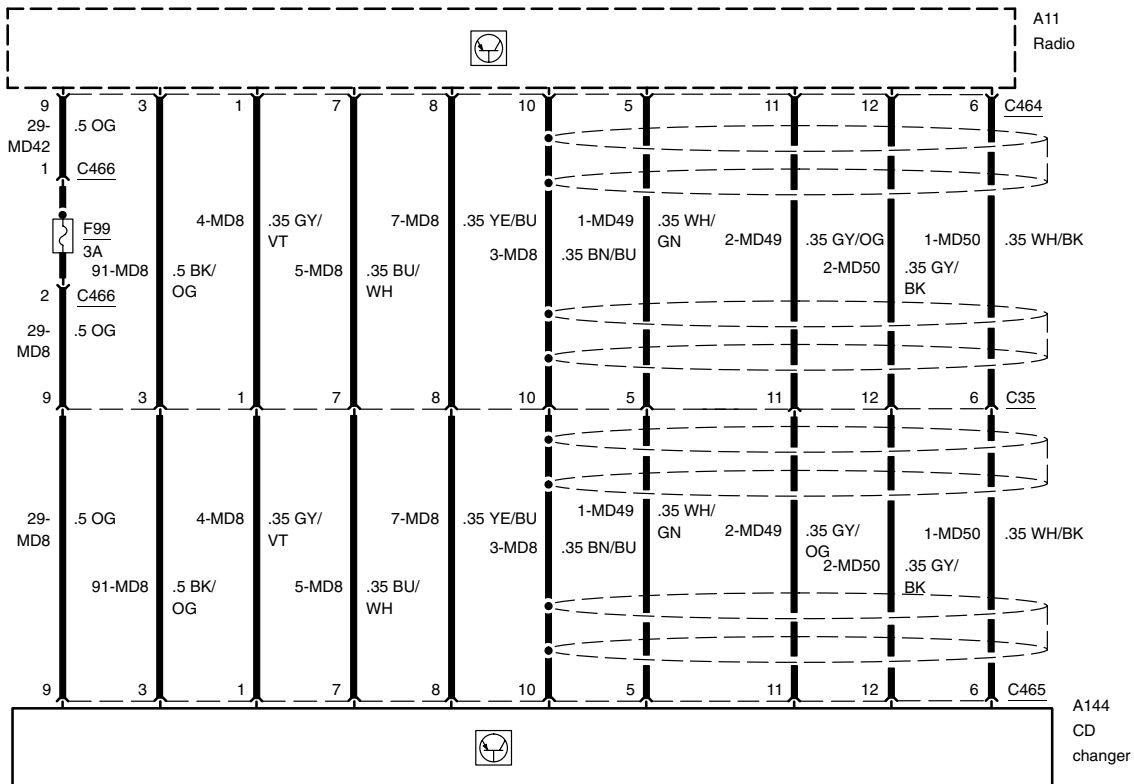 A11
Radio
9 3 1 7 8 10 5 11 12 6 C464
29-
MD42
.5 OG
1 C466
F99
3A
4-MD8 .35 GY/
VT
7-MD8 .35 YE/BU
1-MD49 .35 WH/
GN
2-MD49 .35 GY/OG
1-MD50 .35 WH/BK
91-MD8 .5 BK/
OG
5-MD8 .35 BU/
WH
3-MD8 .35 BN/BU
2-MD50 .35 GY/
BK
2 C466
29-
MD8
.5 OG
9 3 1 7 8 10 5 11 12 6 C35
29-
MD8
.5 OG
4-MD8 .35 GY/
VT
7-MD8 .35 YE/BU
1-MD49 .35 WH/
GN
2-MD49 .35 GY/
OG
1-MD50 .35 WH/BK
91-MD8 .5 BK/
OG
5-MD8 .35 BU/
WH
3-MD8 .35 BN/BU
2-MD50 .35 GY/
BK
9 3 1 7 8 10 5 11 12 6 C465
A144
CD
changer